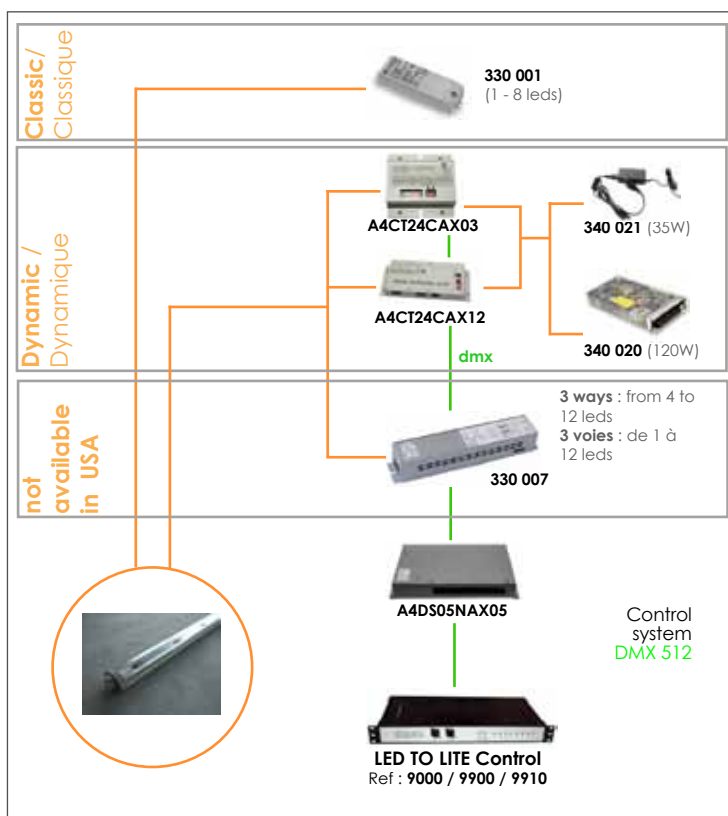 Classic/
Classique
330 001
(1 - 8 leds)
Dynamic /
Dynamique
A4CT24CAX03
340 021 (35W)
A4CT24CAX12
340 020 (120W)
dmx
not
available
in USA
3 ways : from 4 to
12 leds
3 voies : de 1 à
12 leds
330 007
A4DS05NAX05
Control
system
DMX 512
LED TO LITE Control
Ref : 9000 / 9900 / 9910